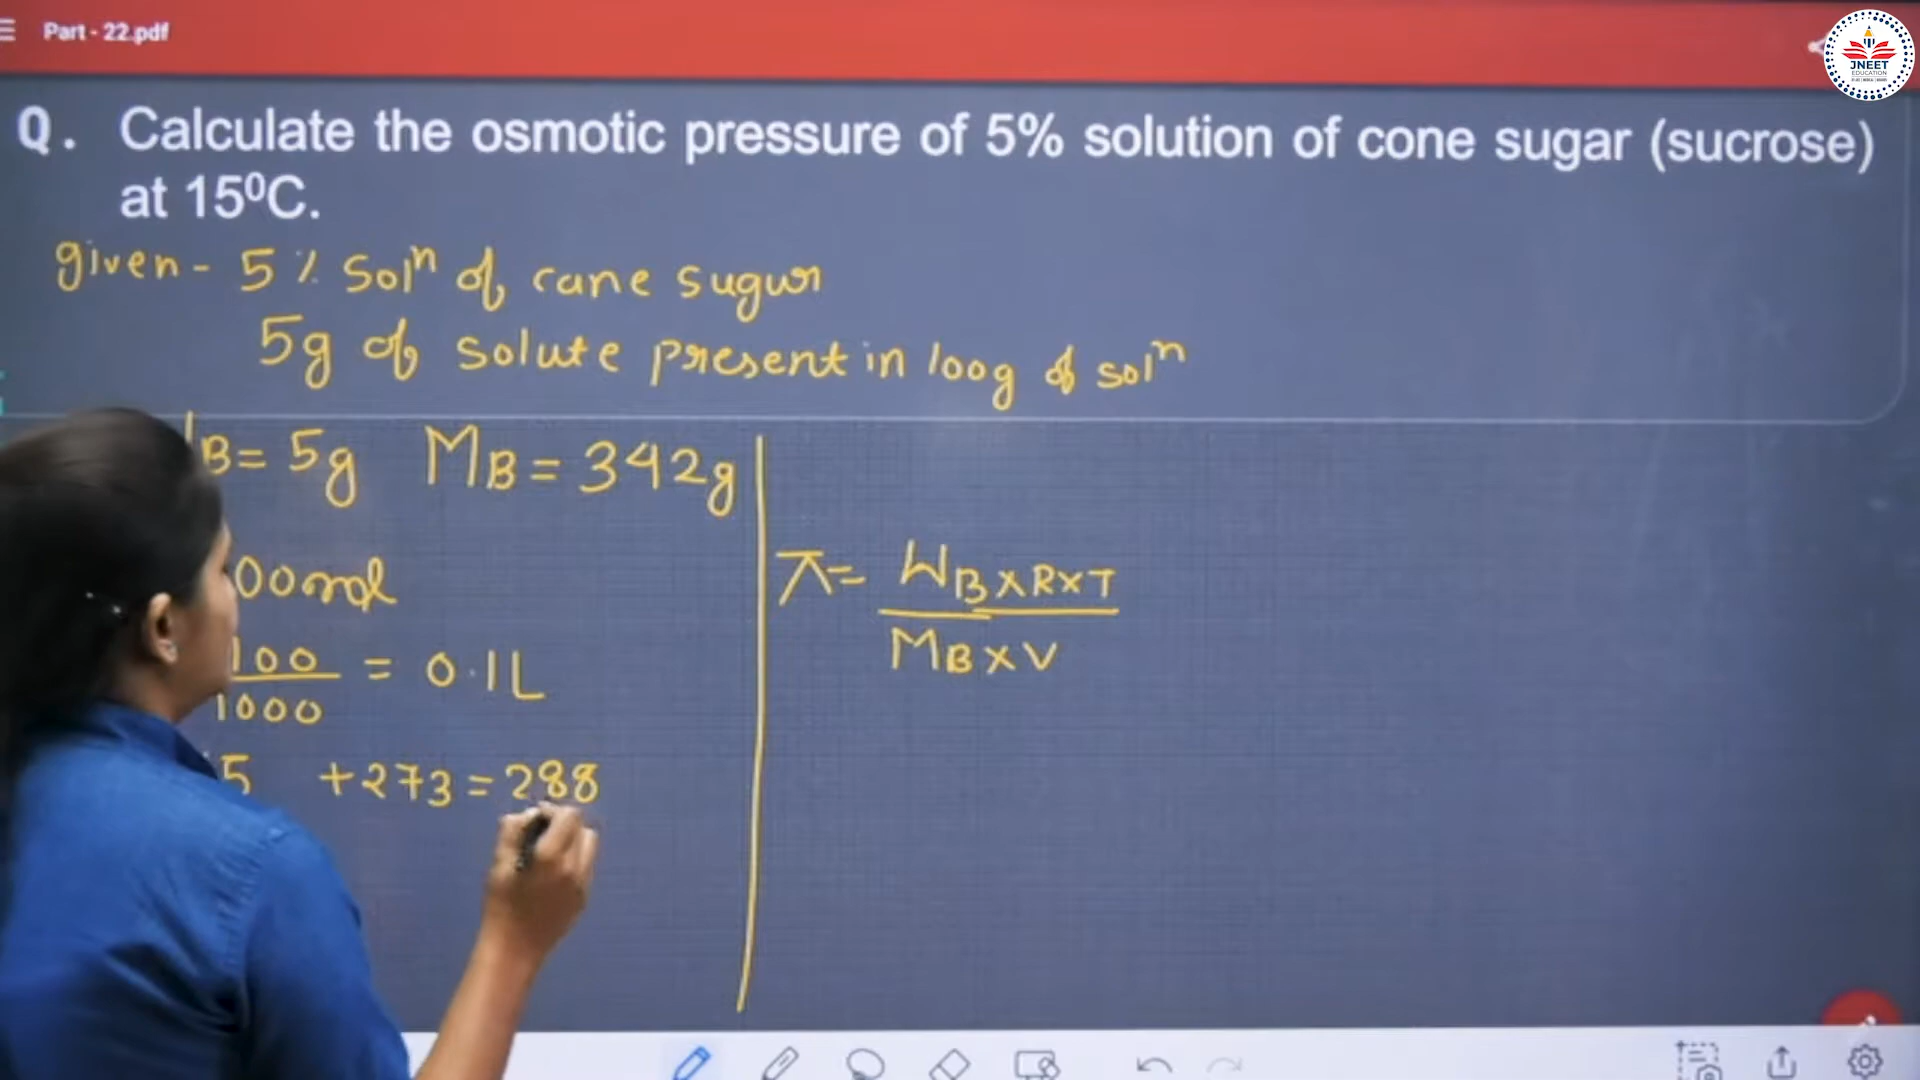 Part - 22.pdf
JNEET
EDUCATION
Q. Calculate the osmotic pressure of 5% solution of cone sugar (sucrose)
at 15⁰C.
given - 5 % Solⁿ of cane sugar
5g of solute present in 100g of solⁿ
B = 5g MB = 342g
00ml
100/1000 = 0.1L
5 +273 = 288
π = WB×R×T / MB×V